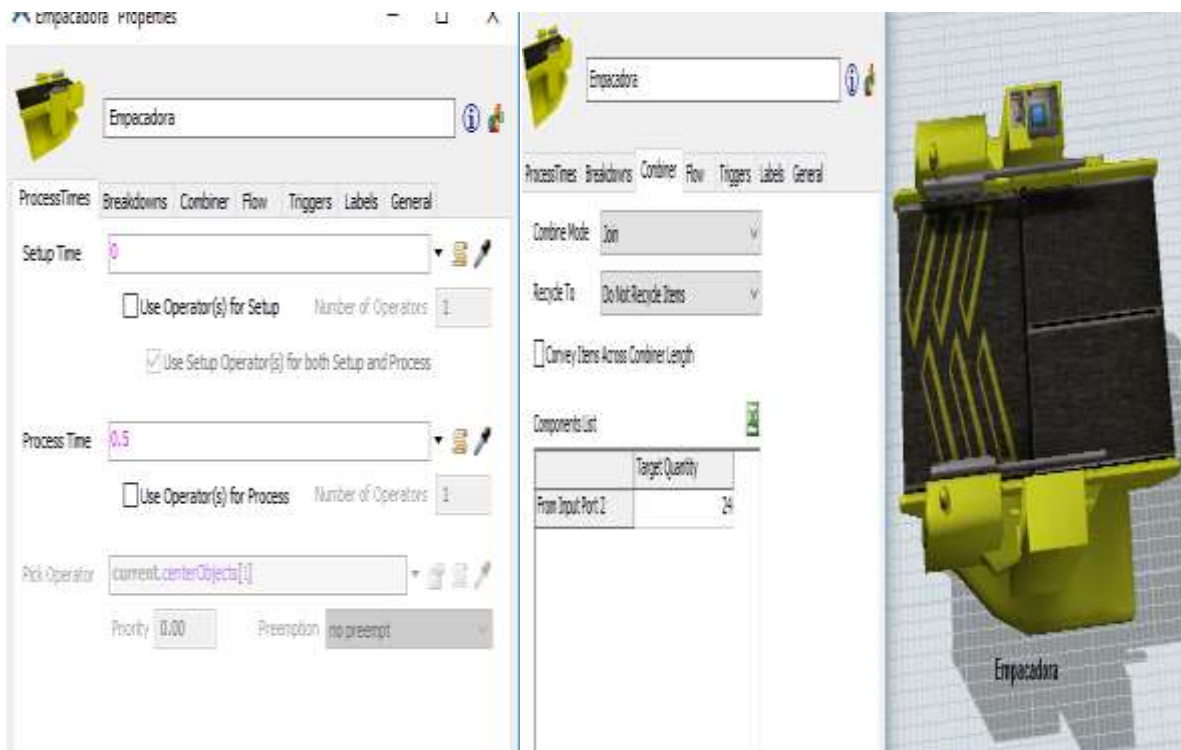 Empacadora Properties
Empacadora
ProcessTimes Breakdowns Combiner Flow Triggers Labels General
Setup Time 0
Use Operator(s) for Setup Number of Operators 1
Use Setup Operator(s) for both Setup and Process
Process Time 0.5
Use Operator(s) for Process Number of Operators 1
Pick Operator current.centerObjects[1]
Priority 0.00 Preemption no preempt
Empacadora
ProcessTimes Breakdowns Combiner Flow Triggers Labels General
Combine Mode Join
Recycle To Do Not Recycle Items
Convey Items Across Combiner Length
Components List
Target Quantity
From Input Port 2 24
Empacadora